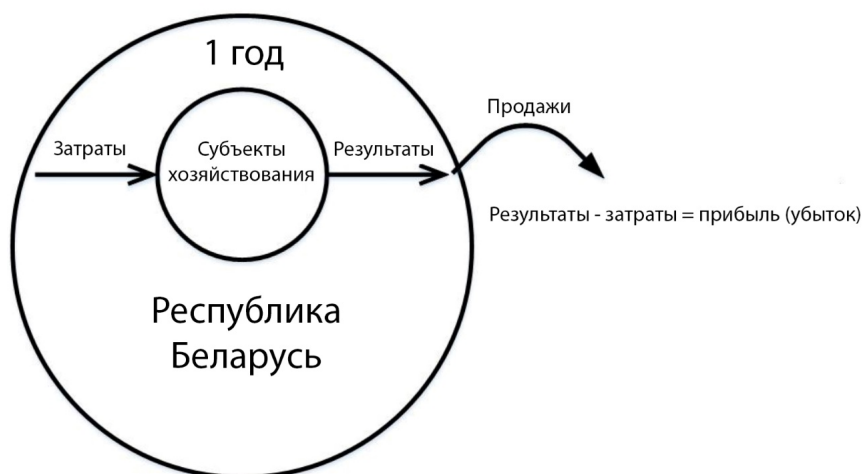 1 год
Продажи
Затраты
Субъекты
хозяйствования
Результаты
Результаты - затраты = прибыль (убыток)
Республика
Беларусь